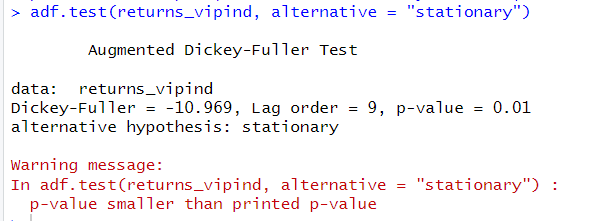 > adf.test(returns_vipind, alternative = "stationary")
Augmented Dickey-Fuller Test
data:  returns_vipind
Dickey-Fuller = -10.969, Lag order = 9, p-value = 0.01
alternative hypothesis: stationary
Warning message:
In adf.test(returns_vipind, alternative = "stationary") :
  p-value smaller than printed p-value